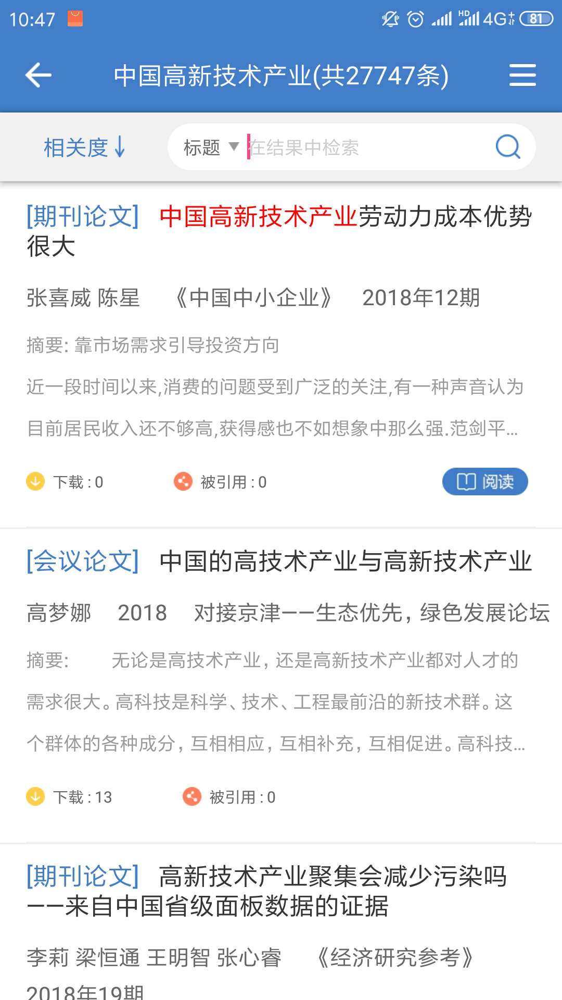 10:47 HD 4G 81
中国高新技术产业(共27747条)
相关度 标题 在结果中检索
[期刊论文] 中国高新技术产业劳动力成本优势
很大
张喜威 陈星 《中国中小企业》 2018年12期
摘要: 靠市场需求引导投资方向
近一段时间以来,消费的问题受到广泛的关注,有一种声音认为
目前居民收入还不够高,获得感也不如想象中那么强.范剑平...
下载 : 0 被引用 : 0 阅读
[会议论文] 中国的高技术产业与高新技术产业
高梦娜 2018 对接京津——生态优先，绿色发展论坛
摘要: 无论是高技术产业，还是高新技术产业都对人才的
需求很大。高科技是科学、技术、工程最前沿的新技术群。这
个群体的各种成分，互相相应，互相补充，互相促进。高科技...
下载 : 13 被引用 : 0
[期刊论文] 高新技术产业聚集会减少污染吗
——来自中国省级面板数据的证据
李莉 梁恒通 王明智 张心睿 《经济研究参考》
2018年19期